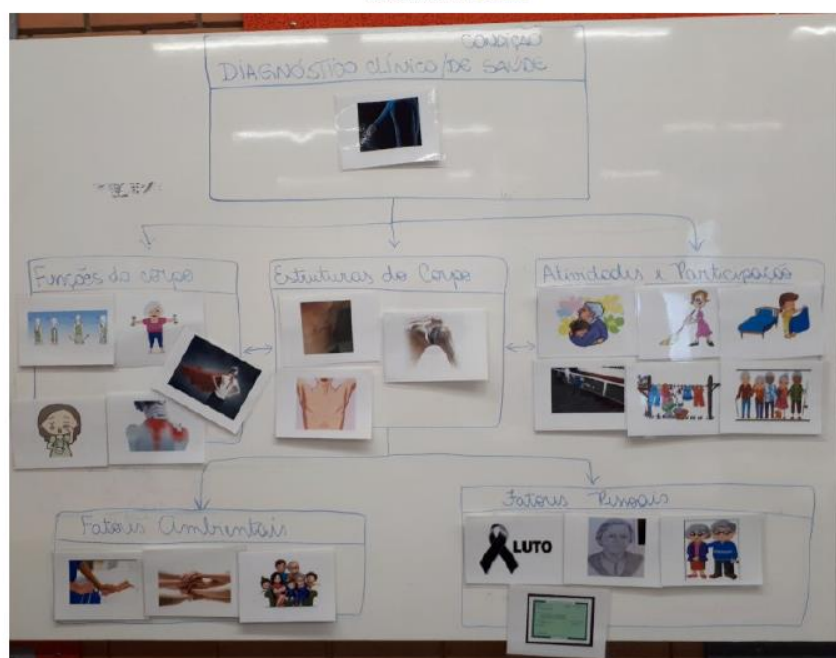 CONDIÇÃO
DIAGNÓSTICO CLÍNICO/DE SAÚDE
Funções do corpo
Estruturas do Corpo
Atividades e Participação
Fatores Ambientais
Fatores Pessoais
LUTO